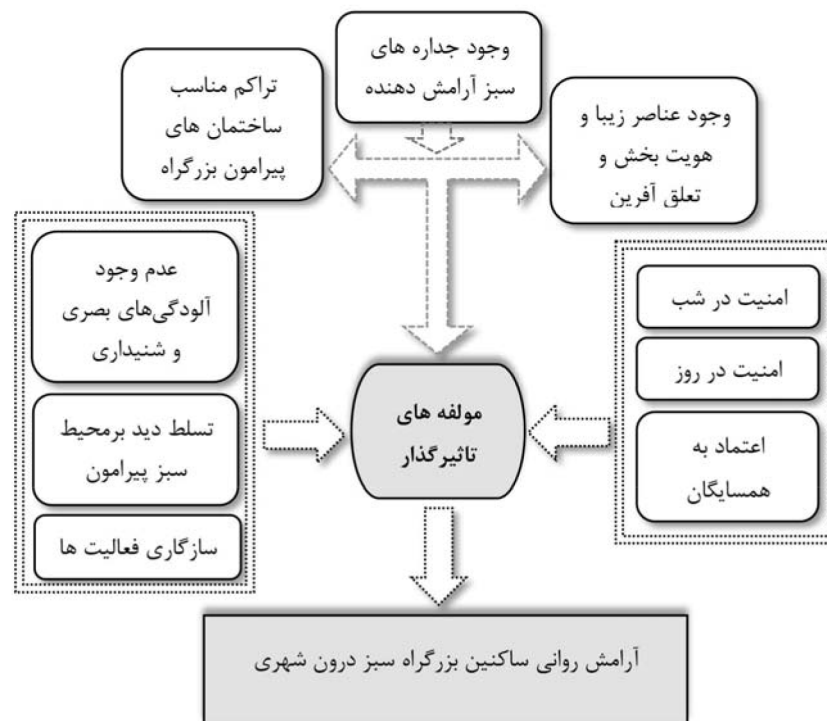 وجود جداره های
سبز آرامش دهنده
تراکم مناسب
ساختمان های
پیرامون بزرگراه
وجود عناصر زیبا و
هویت بخش و
تعلق آفرین
عدم وجود
آلودگی‌های بصری
و شنیداری
تسلط دید برمحیط
سبز پیرامون
سازگاری فعالیت ها
امنیت در شب
امنیت در روز
اعتماد به
همسایگان
مولفه های
تاثیرگذار
آرامش روانی ساکنین بزرگراه سبز درون شهری